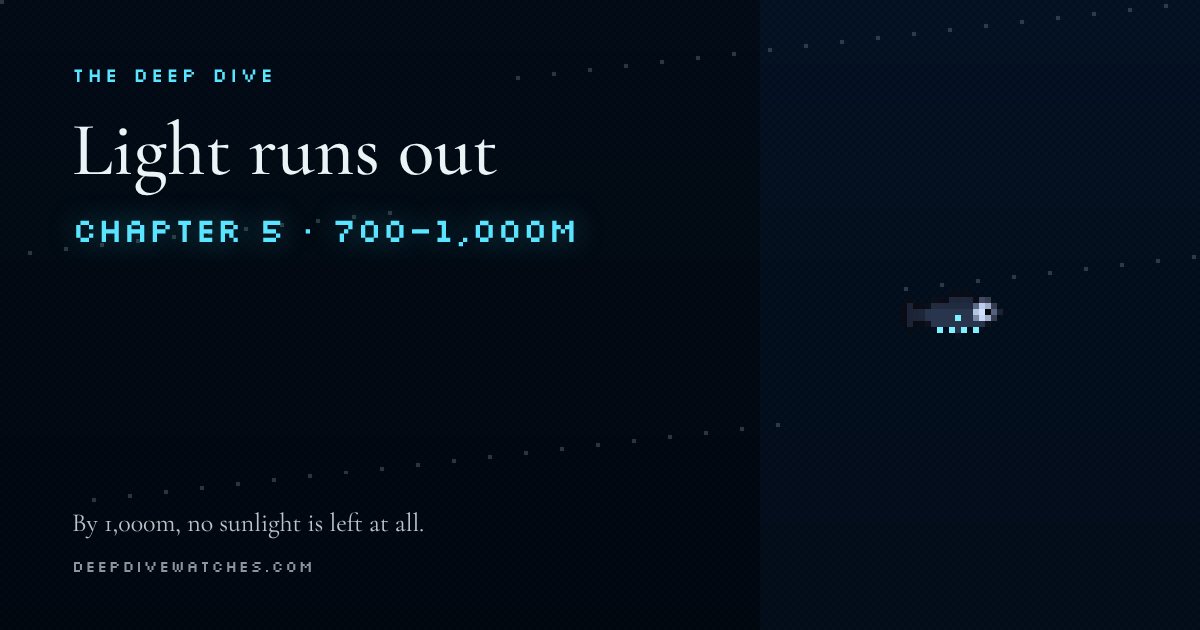 THE DEEP DIVE
Light runs out
CHAPTER 5 · 700–1,000M
By 1,000m, no sunlight is left at all.
DEEPDIVEWATCHES.COM